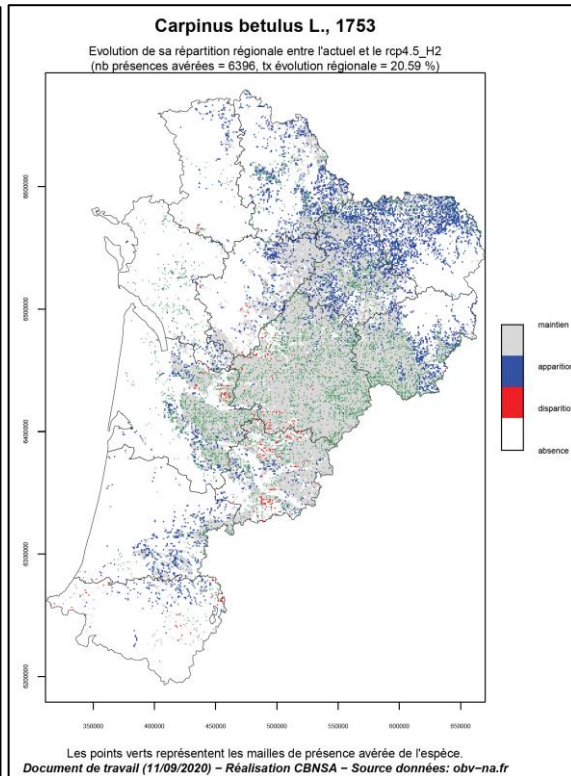 Carpinus betulus L., 1753
Evolution de sa répartition régionale entre l'actuel et le rcp4.5_H2
(nb présences avérées = 6396, tx évolution régionale = 20.59 %)
maintien
apparition
disparitio
absence
6200000
6300000
6400000
6500000
6600000
350000 400000 450000 500000 550000 600000 650000
Les points verts représentent les mailles de présence avérée de l'espèce.
Document de travail (11/09/2020) – Réalisation CBNSA – Source données: obv–na.fr